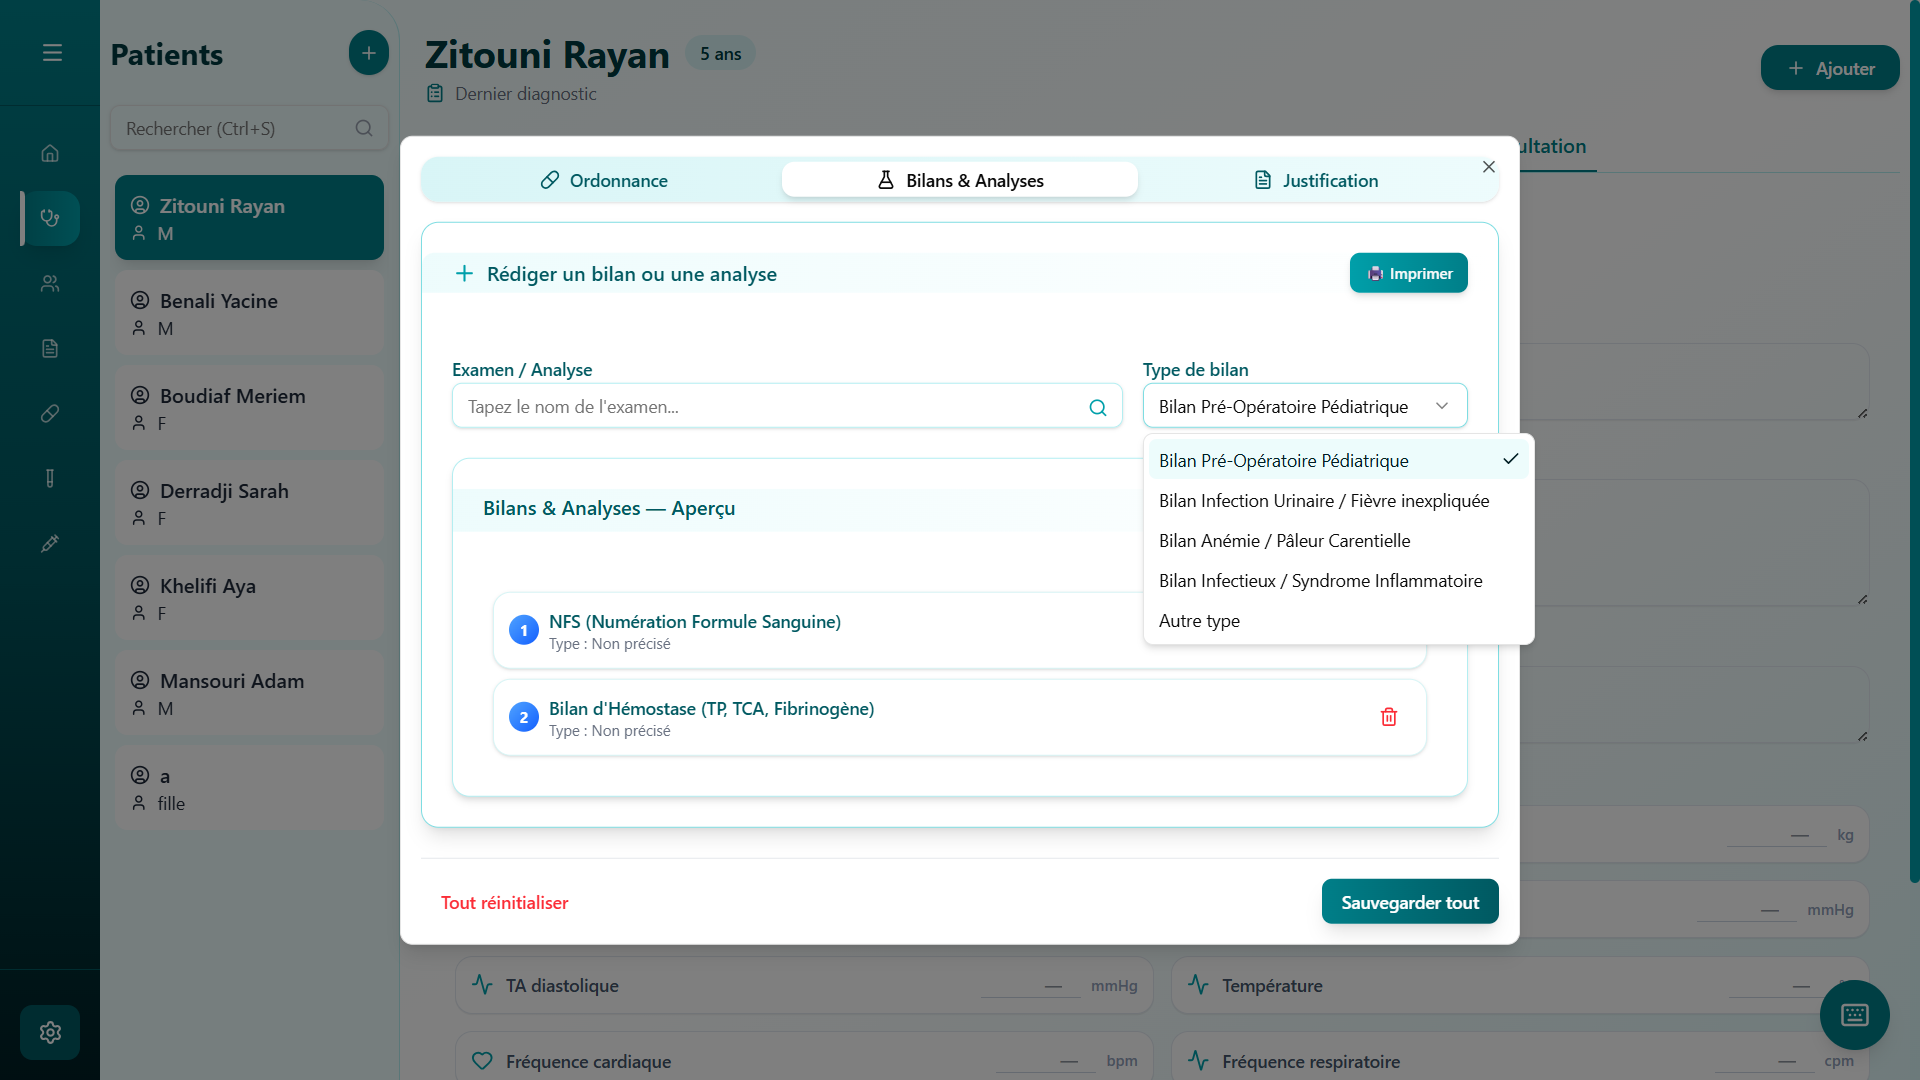 Patients
Rechercher (Ctrl+S)
Zitouni Rayan
M
Benali Yacine
M
Boudiaf Meriem
F
Derradji Sarah
F
Khelifi Aya
F
Mansouri Adam
M
a
fille
Zitouni Rayan
5 ans
Dernier diagnostic
Ajouter
ultation
Ordonnance
Bilans & Analyses
Justification
Rédiger un bilan ou une analyse
Imprimer
Examen / Analyse
Tapez le nom de l'examen...
Type de bilan
Bilan Pré-Opératoire Pédiatrique
Bilan Pré-Opératoire Pédiatrique
Bilan Infection Urinaire / Fièvre inexpliquée
Bilan Anémie / Pâleur Carentielle
Bilan Infectieux / Syndrome Inflammatoire
Autre type
Bilans & Analyses — Aperçu
1
NFS (Numération Formule Sanguine)
Type : Non précisé
2
Bilan d'Hémostase (TP, TCA, Fibrinogène)
Type : Non précisé
Tout réinitialiser
Sauvegarder tout
— kg
— mmHg
TA diastolique — mmHg
Température —
Fréquence cardiaque — bpm
Fréquence respiratoire — cpm